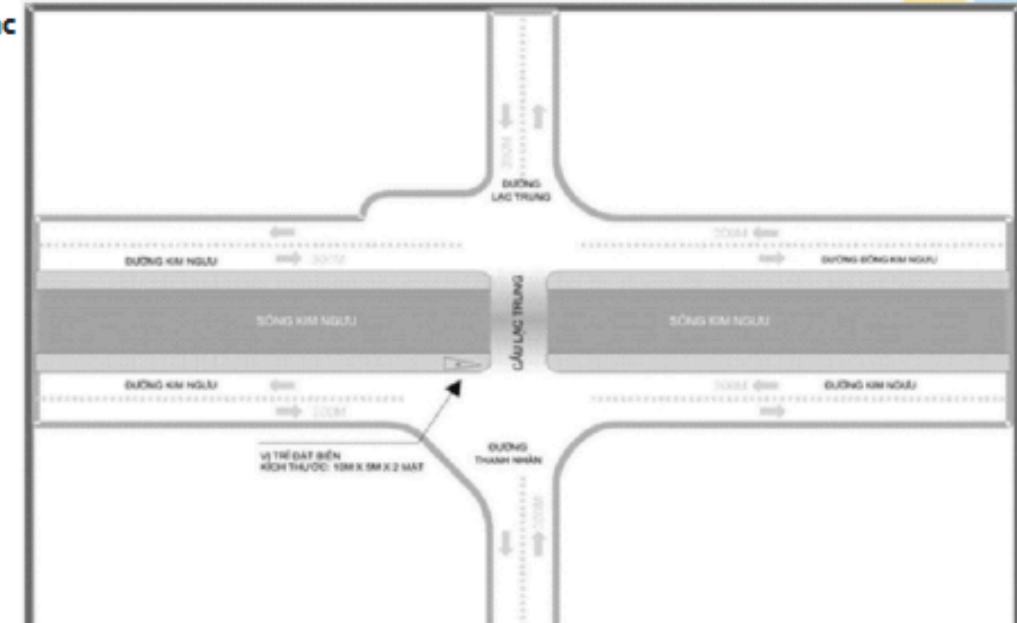 ĐƯỜNG
LẠC TRUNG
200M
ĐƯỜNG KIM NGƯU
ĐƯỜNG ĐÔNG KIM NGƯU
SÔNG KIM NGƯU
CẦU LẠC TRUNG
SÔNG KIM NGƯU
ĐƯỜNG KIM NGƯU
ĐƯỜNG KIM NGƯU
VỊ TRÍ ĐẶT BIỂN
KÍCH THƯỚC: 10M X 5M X 2 MẶT
ĐƯỜNG
THANH NHÀN